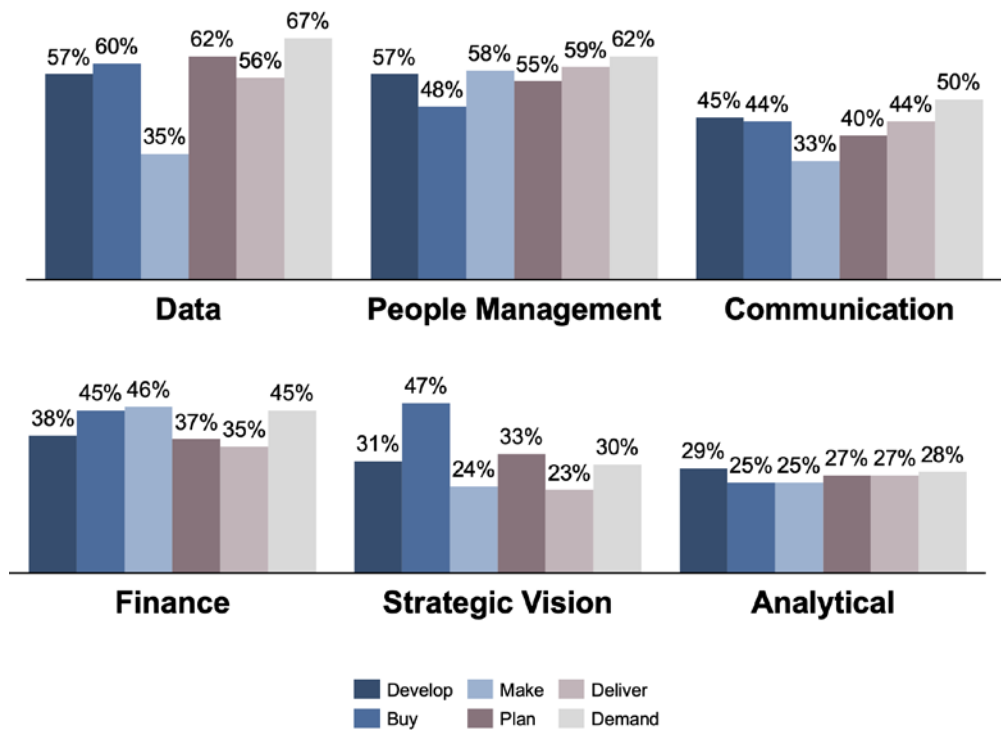 57% 60% 35% 62% 56% 67% 57% 48% 58% 55% 59% 62% 45% 44% 33% 40% 44% 50%
Data People Management Communication
38% 45% 46% 37% 35% 45% 31% 47% 24% 33% 23% 30% 29% 25% 25% 27% 27% 28%
Finance Strategic Vision Analytical
Develop Make Deliver
Buy Plan Demand